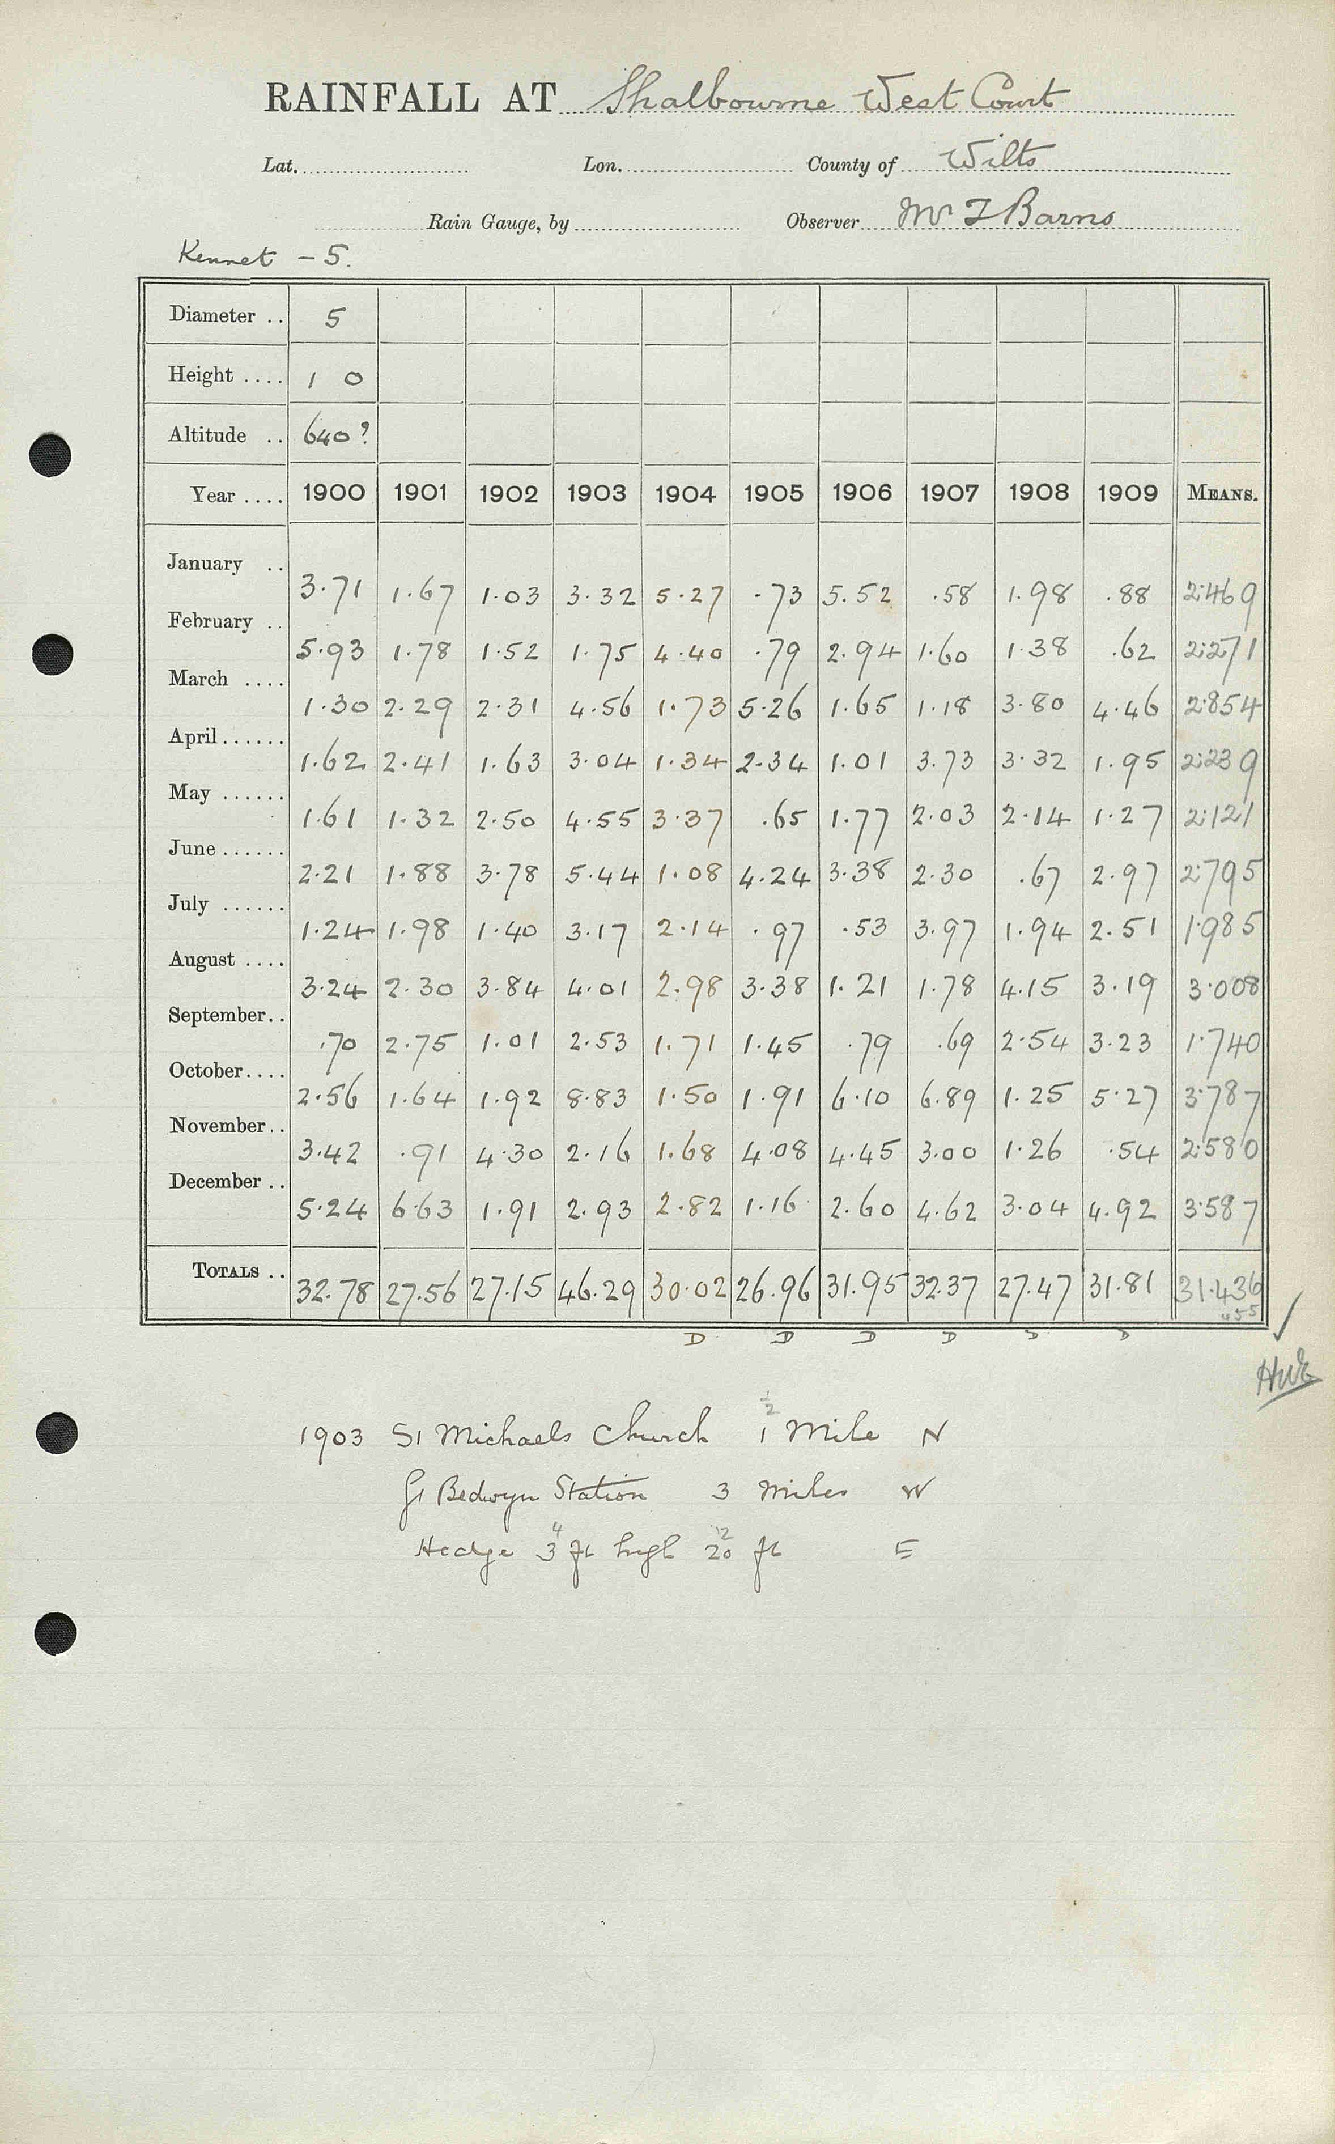 RAINFALL AT Shalbourne West Court
Lat. Lon. County of Wilts
Rain Gauge, by Observer Mr T Barns
Kennet - 5.
Diameter .. 5
Height .... 1 0
Altitude .. 640?
Year .... 1900 1901 1902 1903 1904 1905 1906 1907 1908 1909 MEANS.
January .. 3.71 1.67 1.03 3.32 5.27 .73 5.52 .58 1.98 .88 2.469
February .. 5.93 1.78 1.52 1.75 4.40 .79 2.94 1.60 1.38 .62 2.271
March .... 1.30 2.29 2.31 4.56 1.73 5.26 1.65 1.18 3.80 4.46 2.854
April...... 1.62 2.41 1.63 3.04 1.34 2.34 1.01 3.73 3.32 1.95 2.239
May ...... 1.61 1.32 2.50 4.55 3.37 .65 1.77 2.03 2.14 1.27 2.121
June ...... 2.21 1.88 3.78 5.44 1.08 4.24 3.38 2.30 .67 2.97 2.795
July ...... 1.24 1.98 1.40 3.17 2.14 .97 .53 3.97 1.94 2.51 1.985
August .... 3.24 2.30 3.84 4.01 2.98 3.38 1.21 1.78 4.15 3.19 3.008
September.. .70 2.75 1.01 2.53 1.71 1.45 .79 .69 2.54 3.23 1.740
October.... 2.56 1.64 1.92 8.83 1.50 1.91 6.10 6.89 1.25 5.27 3.787
November.. 3.42 .91 4.30 2.16 1.68 4.08 4.45 3.00 1.26 .54 2.580
December .. 5.24 6.63 1.91 2.93 2.82 1.16 2.60 4.62 3.04 4.92 3.587
TOTALS .. 32.78 27.56 27.15 46.29 30.02 26.96 31.95 32.37 27.47 31.81 31.436
D D D D D D
1903 St Michaels Church 1/2 1 Mile N
Gt Bedwyn Station 3 Miles W
4 12
Hedge 3 ft high 20 ft E